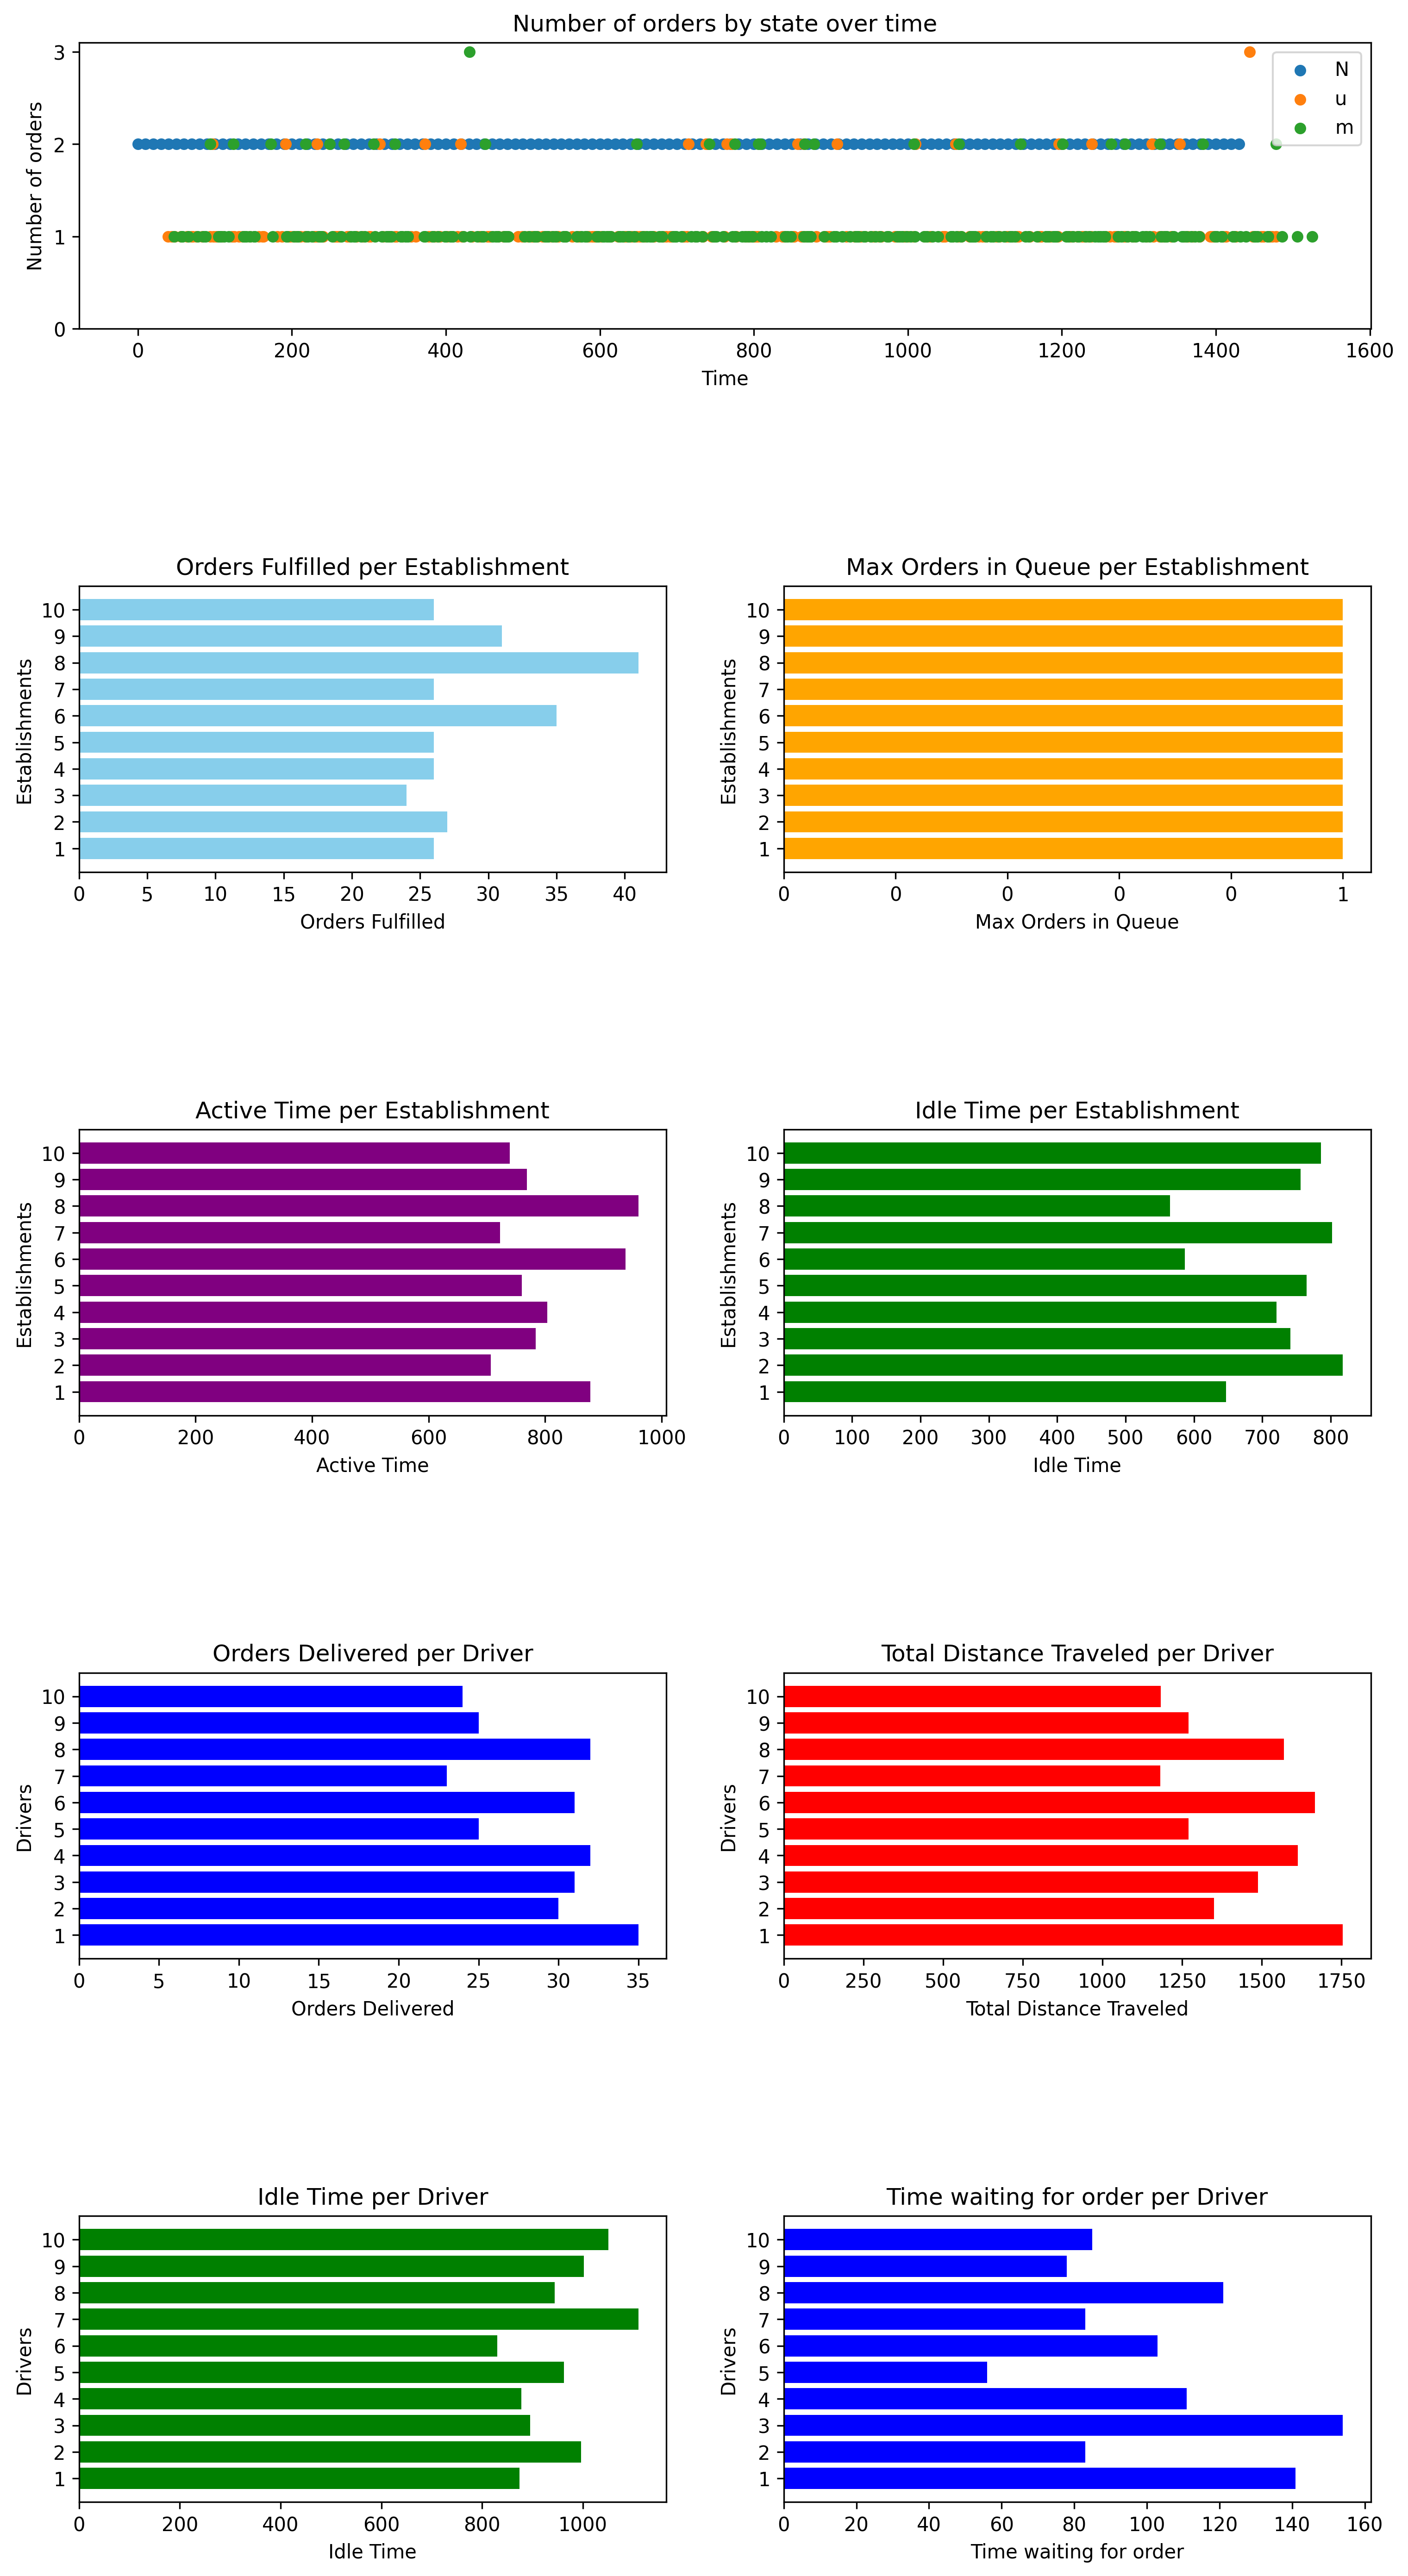 Number of orders by state over time
Number of orders
3
2
1
0
N
u
m
0 200 400 600 800 1000 1200 1400 1600
Time
Orders Fulfilled per Establishment
Establishments
10
9
8
7
6
5
4
3
2
1
0 5 10 15 20 25 30 35 40
Orders Fulfilled
Max Orders in Queue per Establishment
Establishments
10
9
8
7
6
5
4
3
2
1
0 0 0 0 0 1
Max Orders in Queue
Active Time per Establishment
Establishments
10
9
8
7
6
5
4
3
2
1
0 200 400 600 800 1000
Active Time
Idle Time per Establishment
Establishments
10
9
8
7
6
5
4
3
2
1
0 100 200 300 400 500 600 700 800
Idle Time
Orders Delivered per Driver
Drivers
10
9
8
7
6
5
4
3
2
1
0 5 10 15 20 25 30 35
Orders Delivered
Total Distance Traveled per Driver
Drivers
10
9
8
7
6
5
4
3
2
1
0 250 500 750 1000 1250 1500 1750
Total Distance Traveled
Idle Time per Driver
Drivers
10
9
8
7
6
5
4
3
2
1
0 200 400 600 800 1000
Idle Time
Time waiting for order per Driver
Drivers
10
9
8
7
6
5
4
3
2
1
0 20 40 60 80 100 120 140 160
Time waiting for order